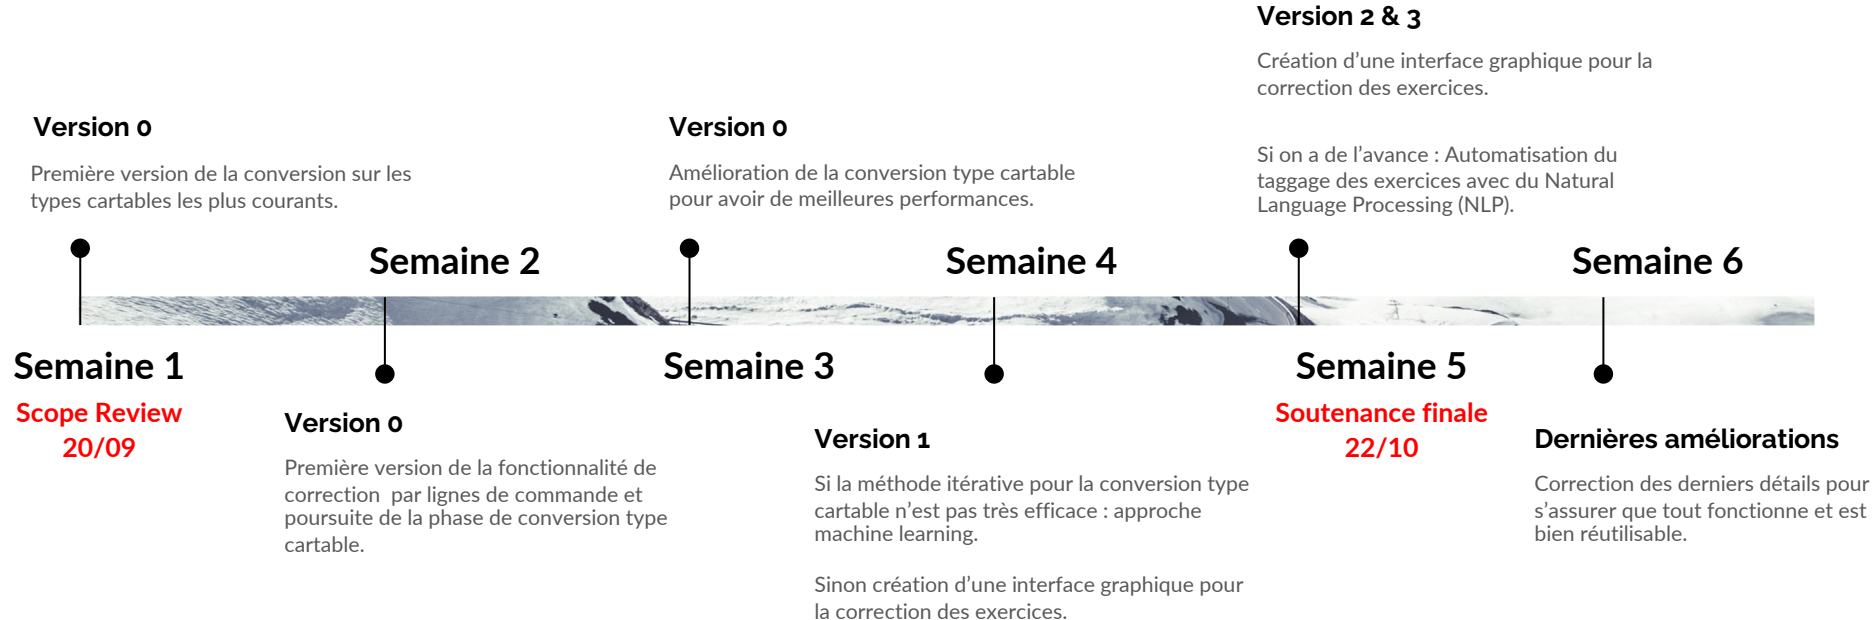 Version 2 & 3
Création d'une interface graphique pour la
correction des exercices.
Si on a de l'avance : Automatisation du
taggage des exercices avec du Natural
Language Processing (NLP).
Version 0
Première version de la conversion sur les
types cartables les plus courants.
Version 0
Amélioration de la conversion type cartable
pour avoir de meilleures performances.
Semaine 2
Semaine 4
Semaine 6
Semaine 1
Scope Review
20/09
Semaine 3
Semaine 5
Soutenance finale
22/10
Version 0
Première version de la fonctionnalité de
correction par lignes de commande et
poursuite de la phase de conversion type
cartable.
Version 1
Si la méthode itérative pour la conversion type
cartable n'est pas très efficace : approche
machine learning.
Sinon création d'une interface graphique pour
la correction des exercices.
Dernières améliorations
Correction des derniers détails pour
s'assurer que tout fonctionne et est
bien réutilisable.